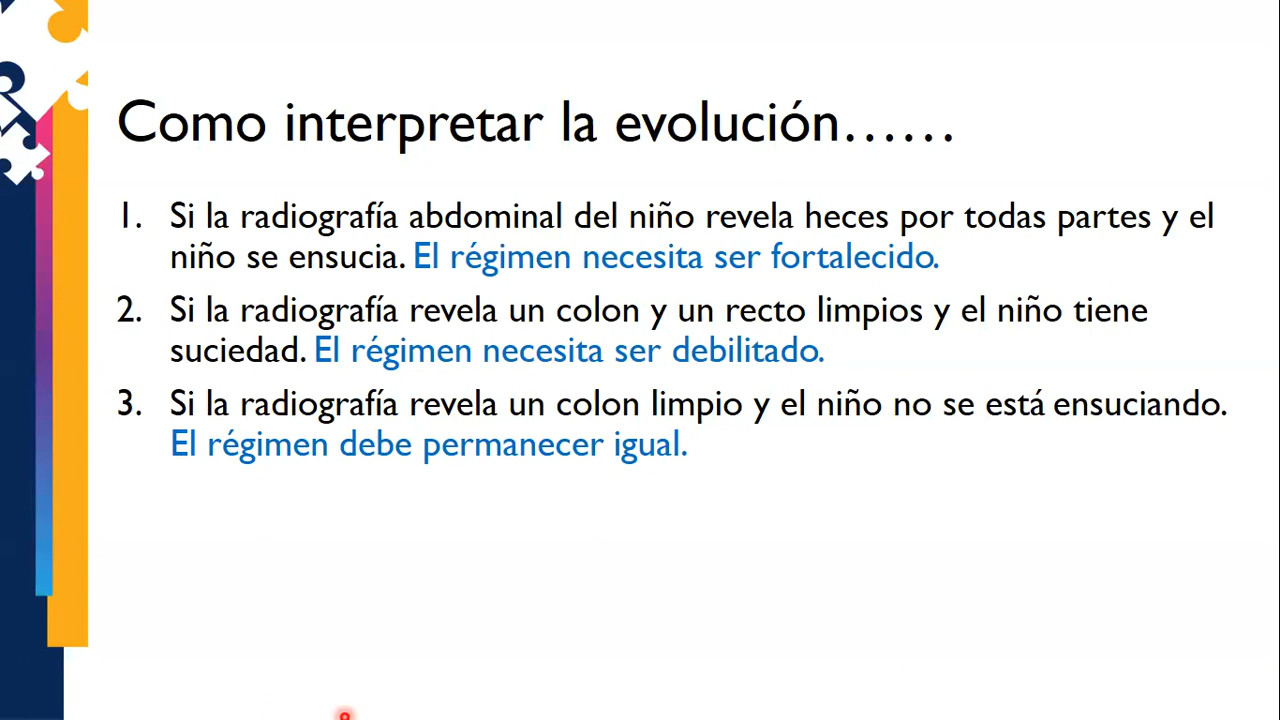 Como interpretar la evolución……
1. Si la radiografía abdominal del niño revela heces por todas partes y el
niño se ensucia. El régimen necesita ser fortalecido.
2. Si la radiografía revela un colon y un recto limpios y el niño tiene
suciedad. El régimen necesita ser debilitado.
3. Si la radiografía revela un colon limpio y el niño no se está ensuciando.
El régimen debe permanecer igual.